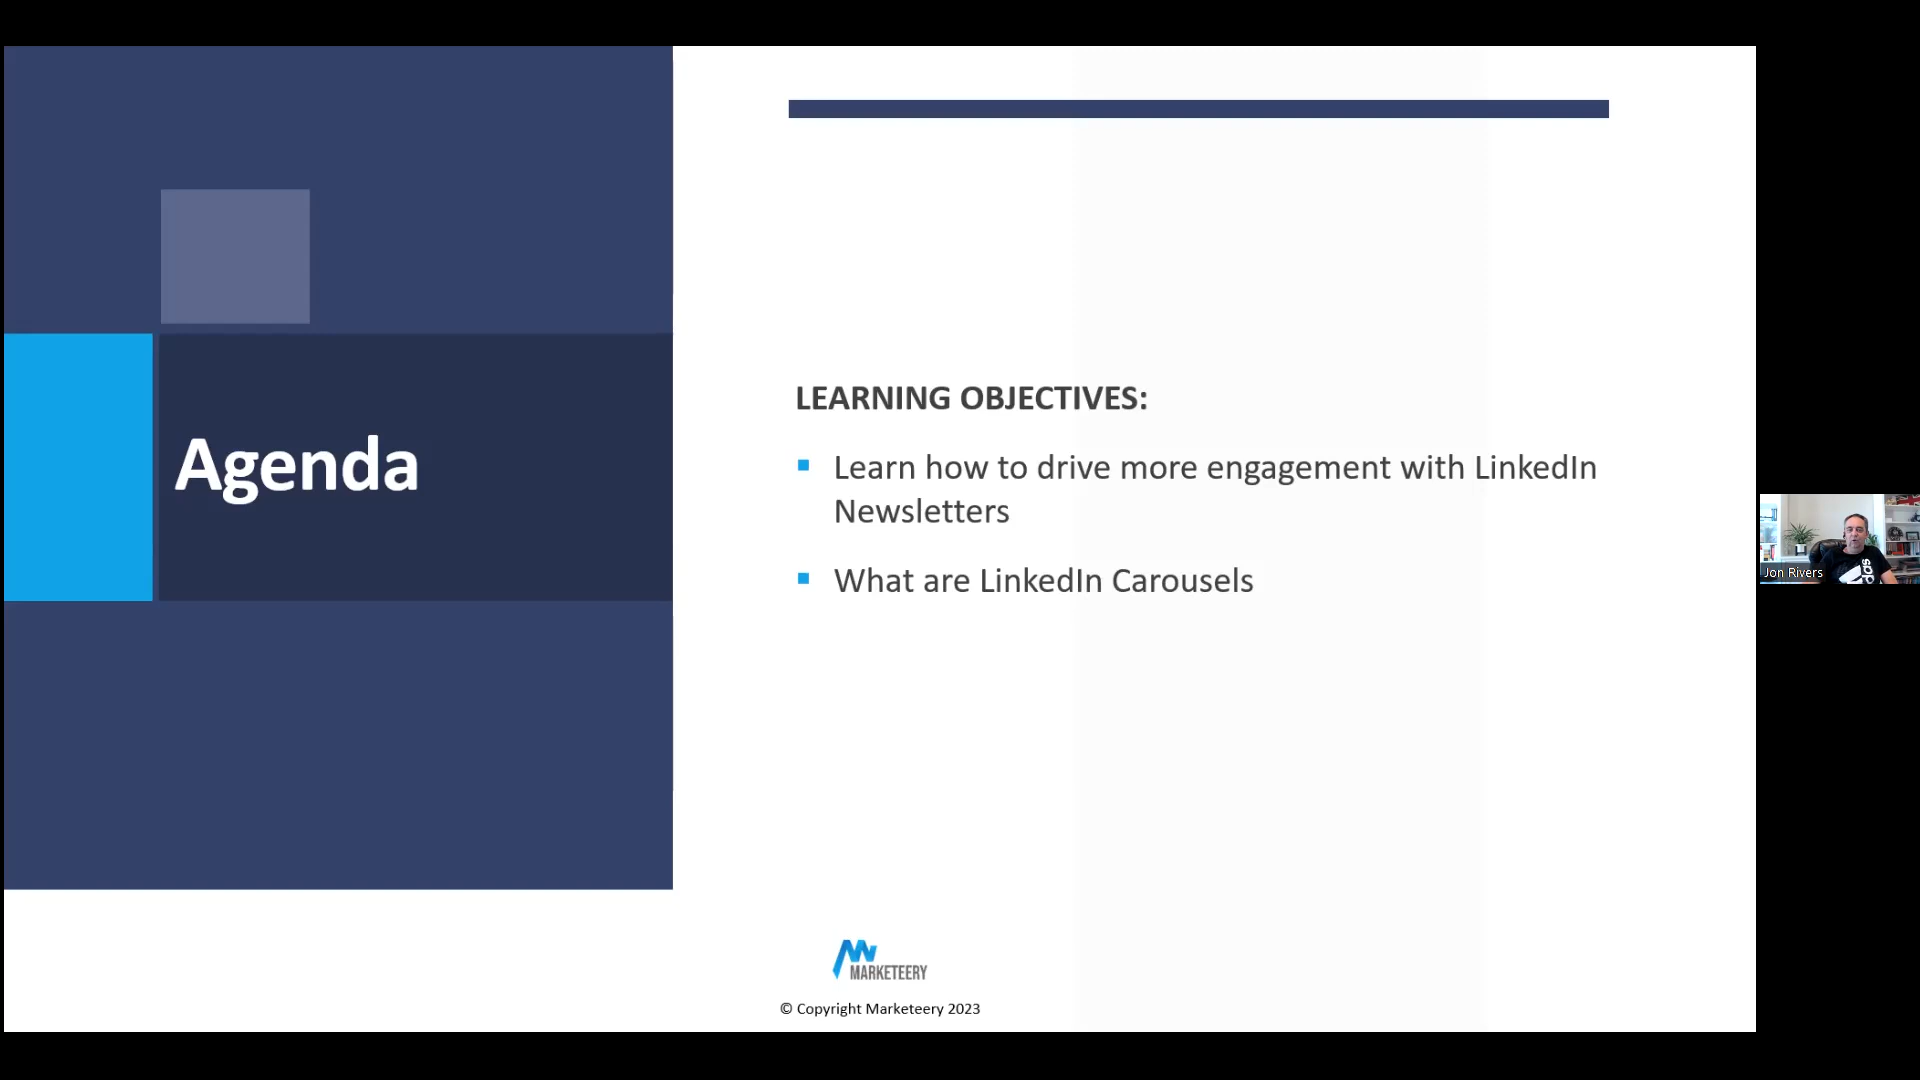 Agenda
LEARNING OBJECTIVES:
Learn how to drive more engagement with LinkedIn
Newsletters
What are LinkedIn Carousels
MARKETEERY
© Copyright Marketeery 2023
Jon Rivers
adidas